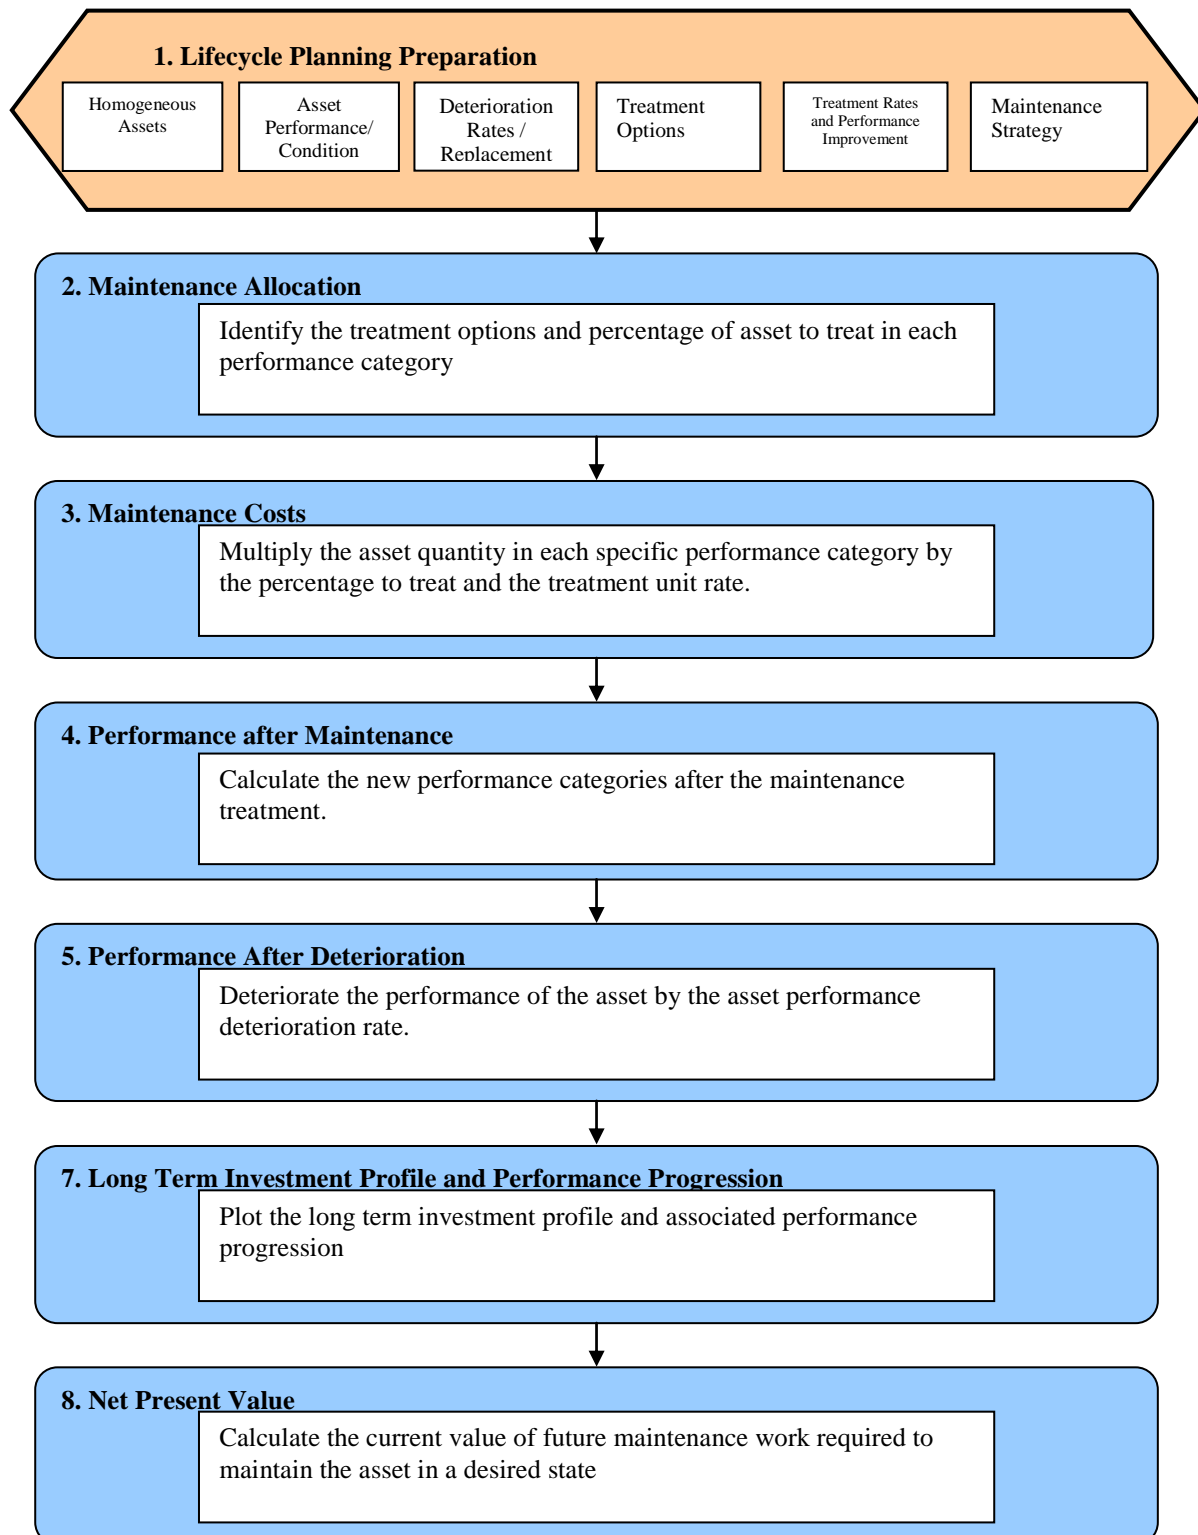 1. Lifecycle Planning Preparation
Homogeneous
Assets
Asset
Performance/
Condition
Deterioration
Rates /
Replacement
Treatment
Options
Treatment Rates
and Performance
Improvement
Maintenance
Strategy
2. Maintenance Allocation
Identify the treatment options and percentage of asset to treat in each
performance category
3. Maintenance Costs
Multiply the asset quantity in each specific performance category by
the percentage to treat and the treatment unit rate.
4. Performance after Maintenance
Calculate the new performance categories after the maintenance
treatment.
5. Performance After Deterioration
Deteriorate the performance of the asset by the asset performance
deterioration rate.
7. Long Term Investment Profile and Performance Progression
Plot the long term investment profile and associated performance
progression
8. Net Present Value
Calculate the current value of future maintenance work required to
maintain the asset in a desired state